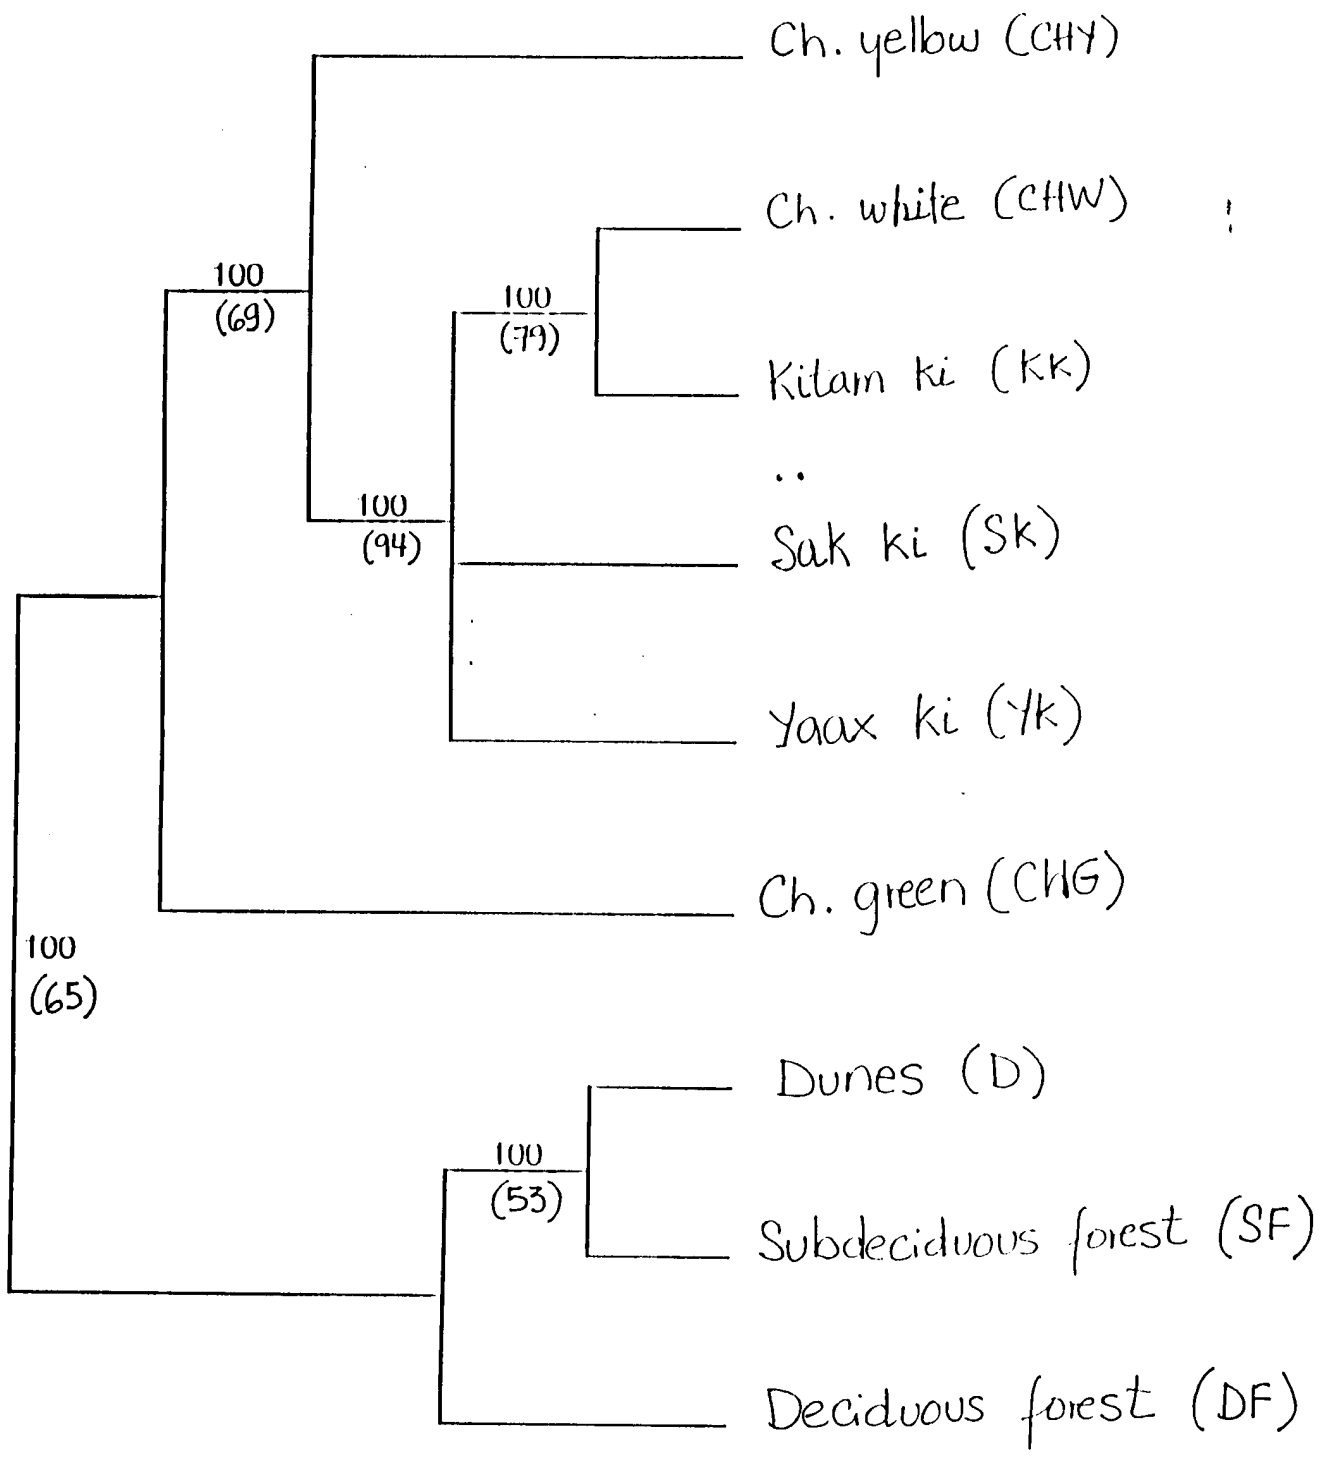 Ch. yellow (CHY)
Ch. white (CHW)
100
(69)
100
(79)
Kitam ki (KK)
100
(94)
Sak ki (SK)
Yaax ki (YK)
Ch. green (CHG)
100
(65)
Dunes (D)
100
(53)
Subdeciduous forest (SF)
Deciduous forest (DF)